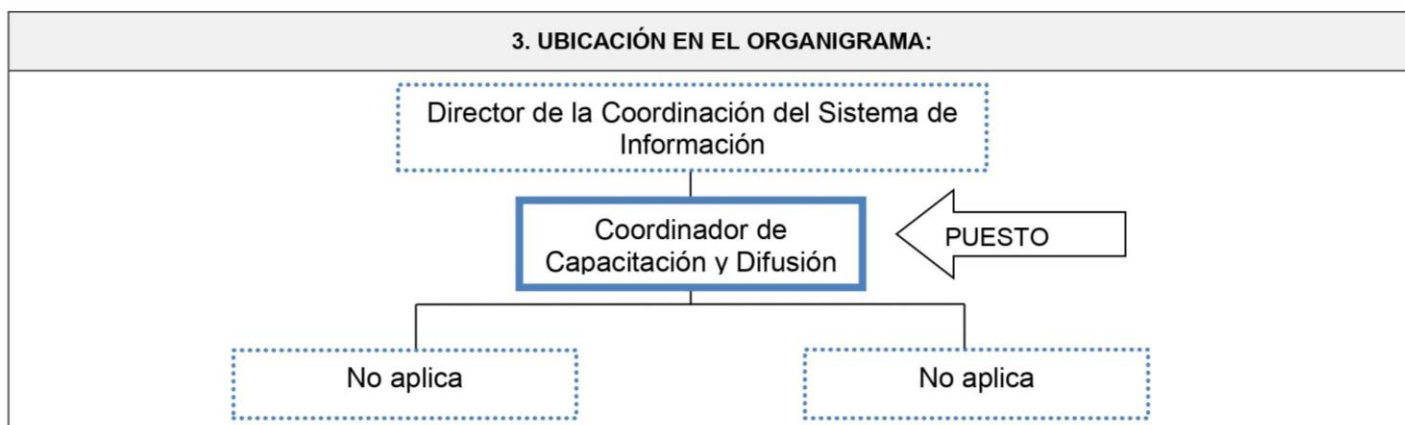 3. UBICACIÓN EN EL ORGANIGRAMA:
Director de la Coordinación del Sistema de
Información
Coordinador de
Capacitación y Difusión
PUESTO
No aplica
No aplica